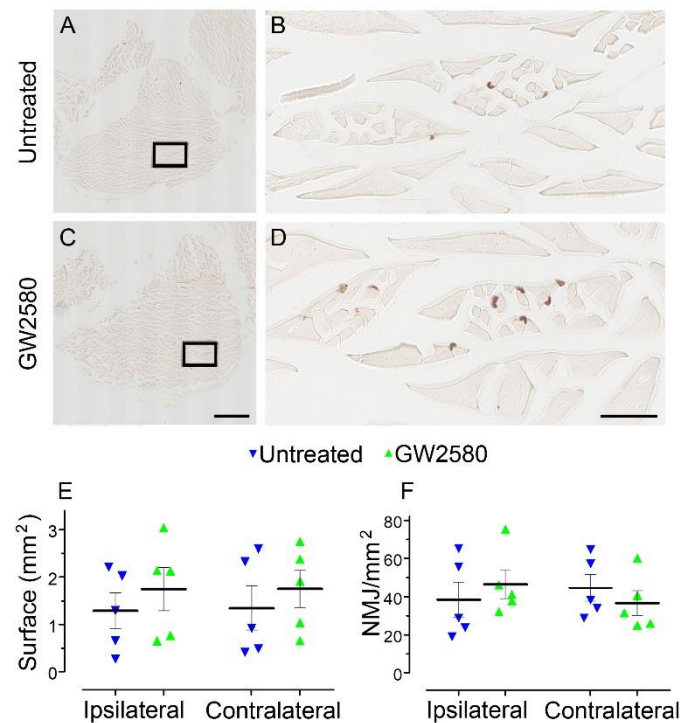 A
B
Untreated
C
D
GW2580
▼Untreated ▲GW2580
E
F
Surface (mm²)
3
2
1
0
Ipsilateral Contralateral
NMJ/mm²
80
60
40
20
0
Ipsilateral Contralateral